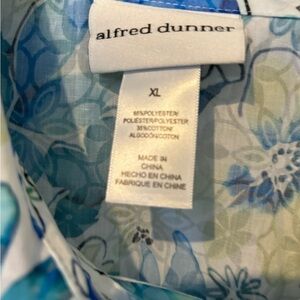 alfred dunner
XL
65%POLYESTER/
POLIESTER/POLYESTER
35%COTTON/
ALGODÓN/COTON
MADE IN
CHINA
HECHO EN CHINA
FABRIQUE EN CHINE